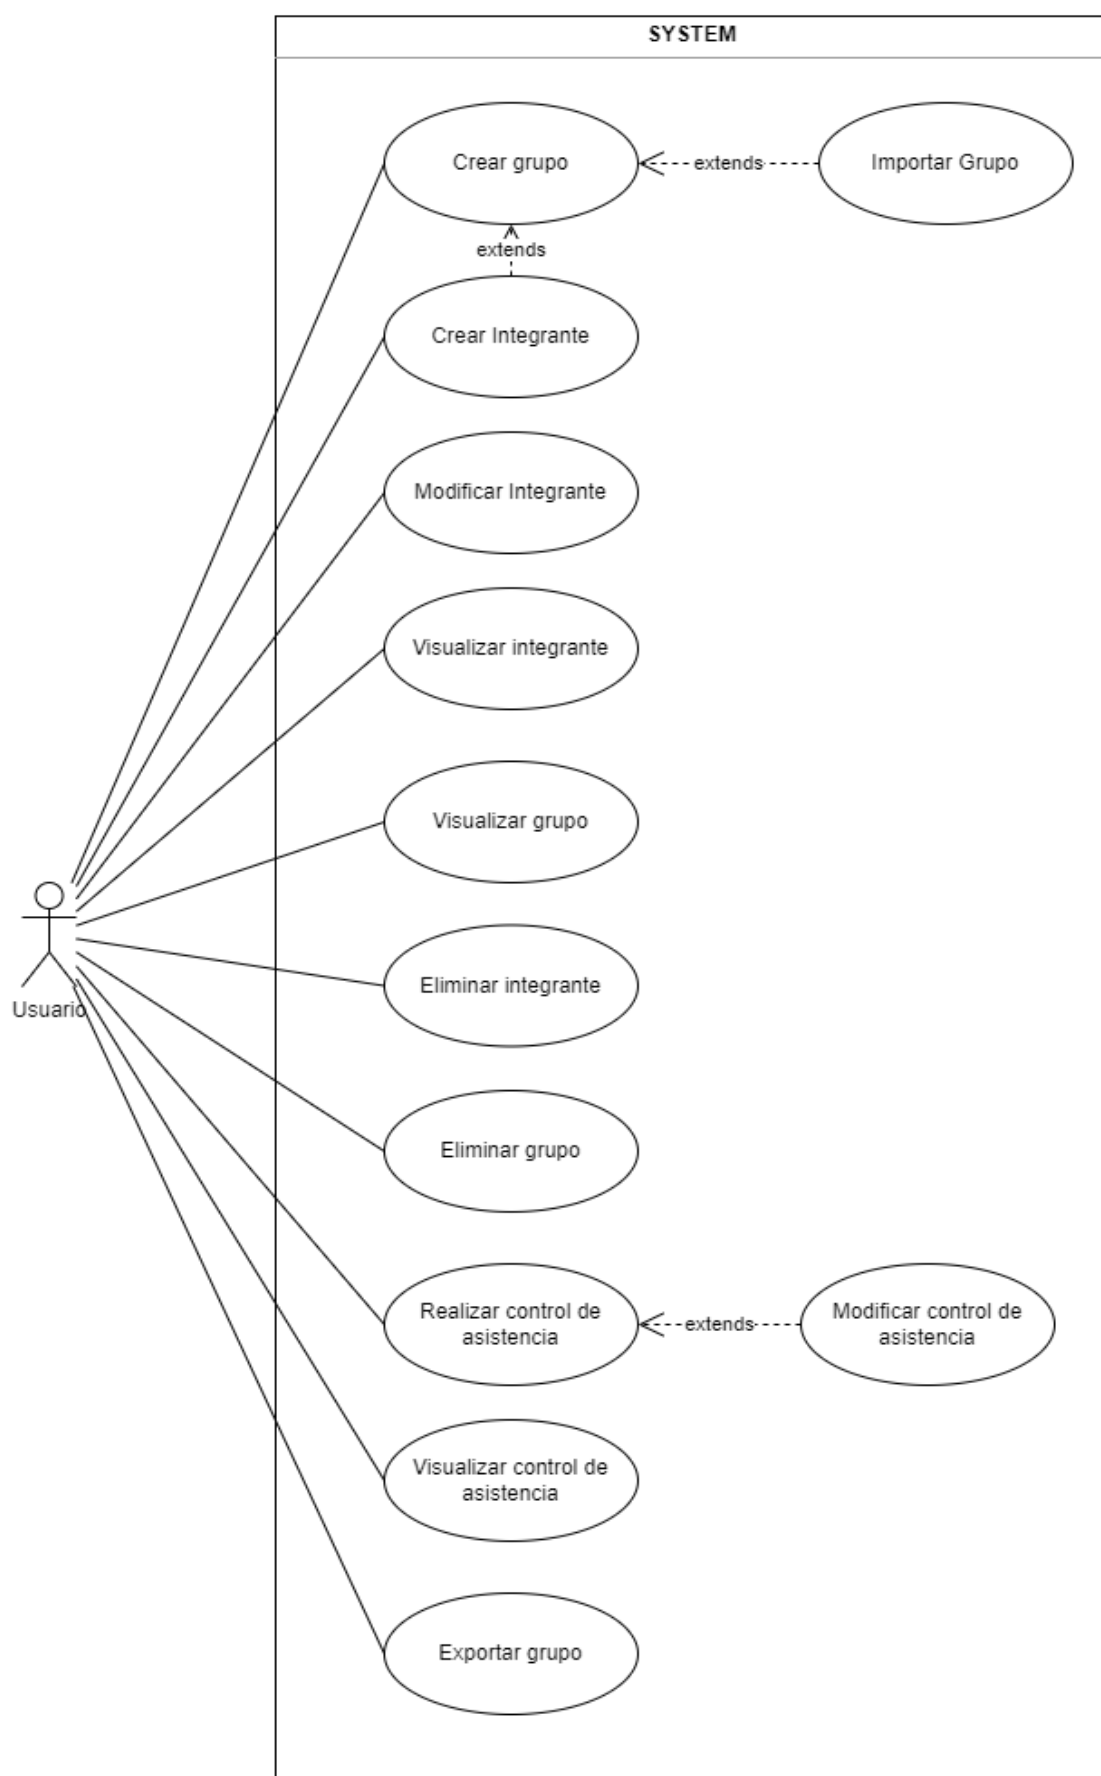 SYSTEM
Crear grupo
extends
Importar Grupo
extends
Crear Integrante
Modificar Integrante
Visualizar integrante
Visualizar grupo
Eliminar integrante
Usuario
Eliminar grupo
Realizar control de
asistencia
extends
Modificar control de
asistencia
Visualizar control de
asistencia
Exportar grupo